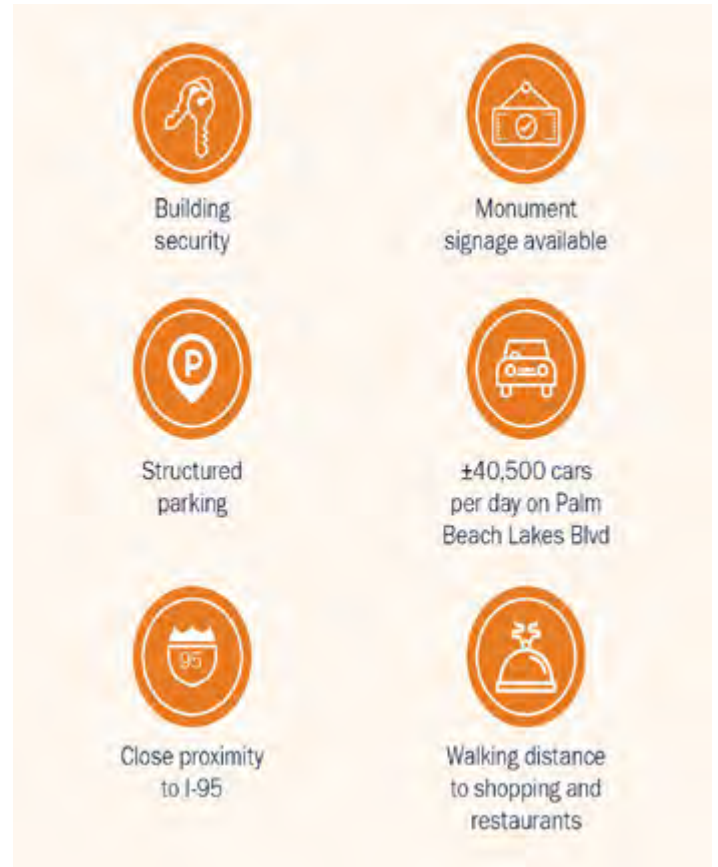 Building
security
Monument
signage available
P
Structured
parking
±40,500 cars
per day on Palm
Beach Lakes Blvd
95
Close proximity
to I-95
Walking distance
to shopping and
restaurants